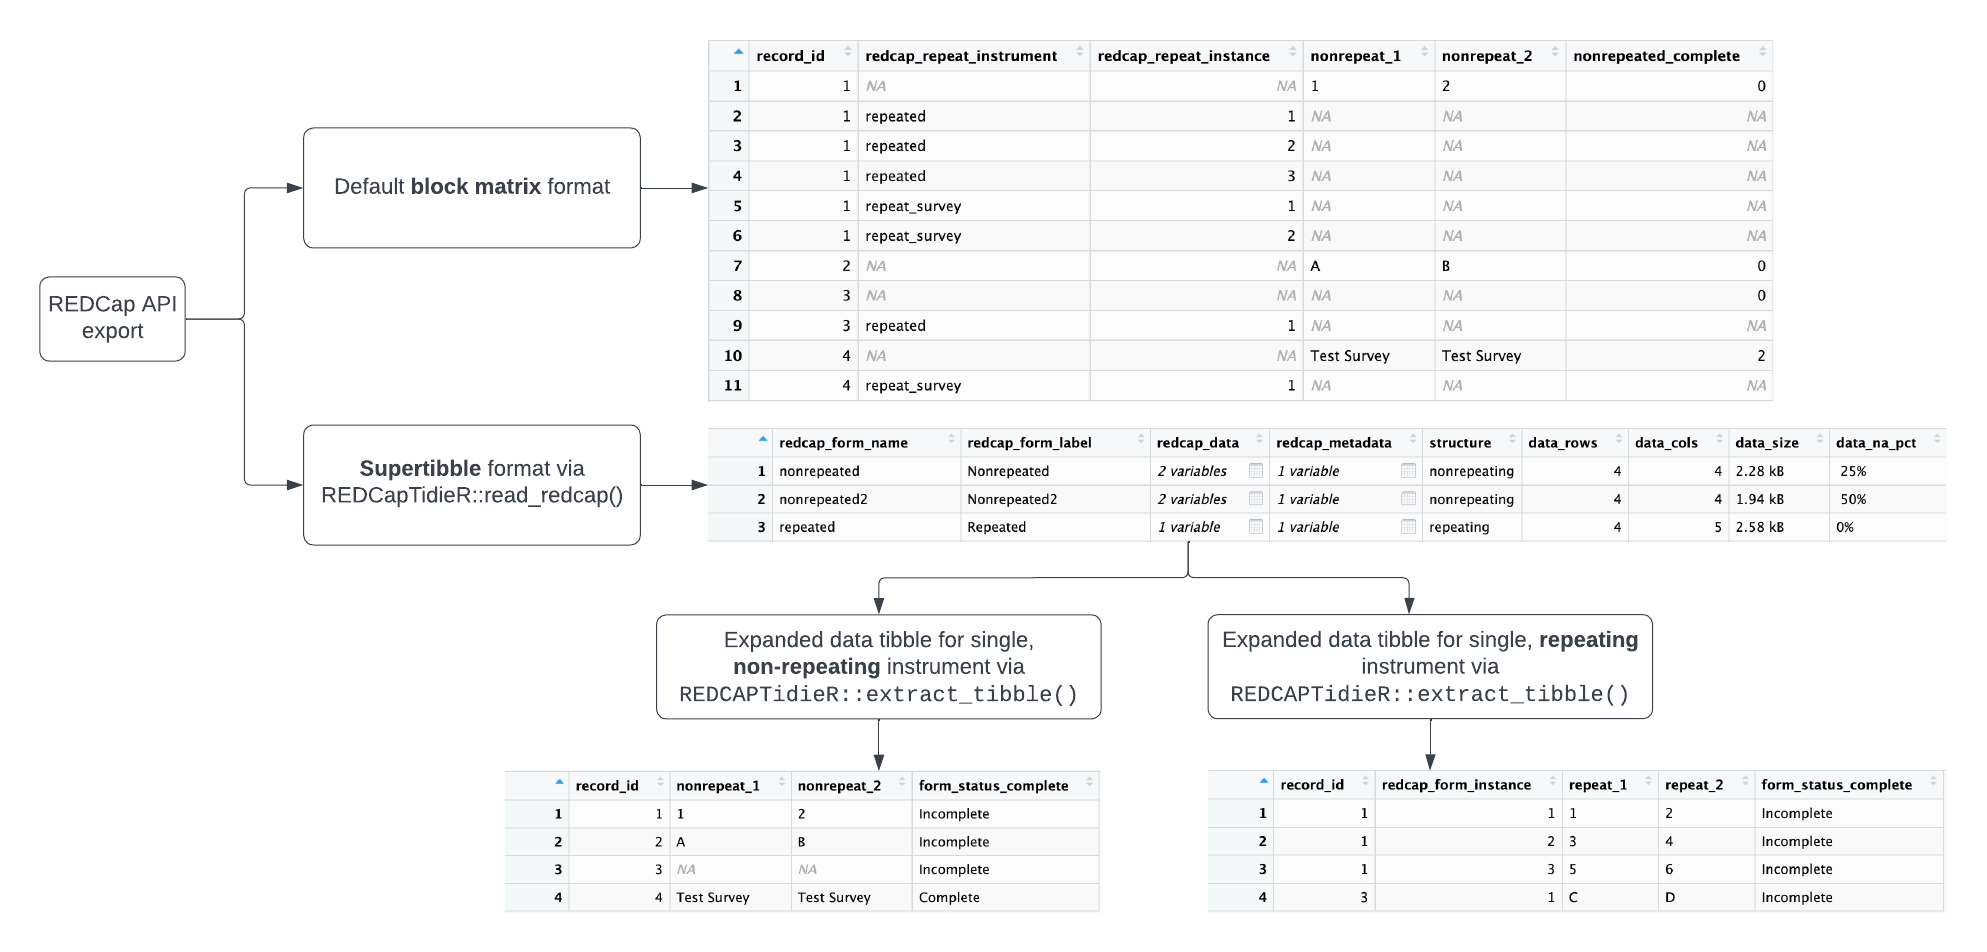 REDCap API
export
Default block matrix format
record_id redcap_repeat_instrument redcap_repeat_instance nonrepeat_1 nonrepeat_2 nonrepeated_complete
1 1 NA NA 1 2 0
2 1 repeated 1 NA NA NA
3 1 repeated 2 NA NA NA
4 1 repeated 3 NA NA NA
5 1 repeat_survey 1 NA NA NA
6 1 repeat_survey 2 NA NA NA
7 2 NA NA A B 0
8 3 NA NA NA NA 0
9 3 repeated 1 NA NA NA
10 4 NA NA Test Survey Test Survey 2
11 4 repeat_survey 1 NA NA NA
Supertibble format via
REDCapTidieR::read_redcap()
redcap_form_name redcap_form_label redcap_data redcap_metadata structure data_rows data_cols data_size data_na_pct
1 nonrepeated Nonrepeated 2 variables 1 variable nonrepeating 4 4 2.28 kB 25%
2 nonrepeated2 Nonrepeated2 2 variables 1 variable nonrepeating 4 4 1.94 kB 50%
3 repeated Repeated 1 variable 1 variable repeating 4 5 2.58 kB 0%
Expanded data tibble for single,
non-repeating instrument via
REDCAPTidieR::extract_tibble()
Expanded data tibble for single, repeating
instrument via
REDCAPTidieR::extract_tibble()
record_id nonrepeat_1 nonrepeat_2 form_status_complete
1 1 1 2 Incomplete
2 2 A B Incomplete
3 3 NA NA Incomplete
4 4 Test Survey Test Survey Complete
record_id redcap_form_instance repeat_1 repeat_2 form_status_complete
1 1 1 1 2 Incomplete
2 1 2 3 4 Incomplete
3 1 3 5 6 Incomplete
4 3 1 C D Incomplete